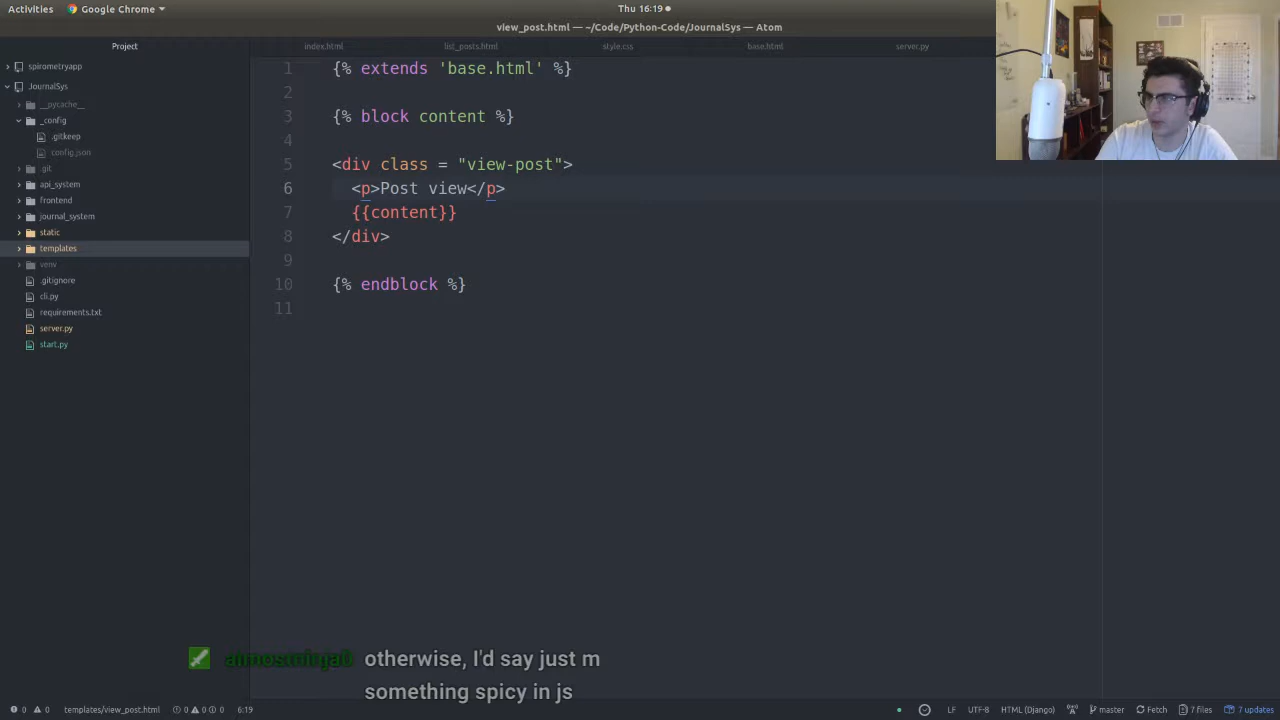 Activities
Google Chrome
Thu 16:19
view_post.html — ~/Code/Python-Code/JournalSys — Atom
Project
index.html
list_posts.html
style.css
base.html
server.py
spirometryapp
JournalSys
__pycache__
_config
.gitkeep
config.json
.git
api_system
frontend
journal_system
static
templates
venv
.gitignore
cli.py
requirements.txt
server.py
start.py
1 {% extends 'base.html' %}
2
3 {% block content %}
4
5 <div class = "view-post">
6 <p>Post view</p>
7 {{content}}
8 </div>
9
10 {% endblock %}
11
otherwise, I'd say just m
something spicy in js
0 0 templates/view_post.html 0 0 0 6:19
LF UTF-8 HTML (Django) master Fetch 7 files 7 updates